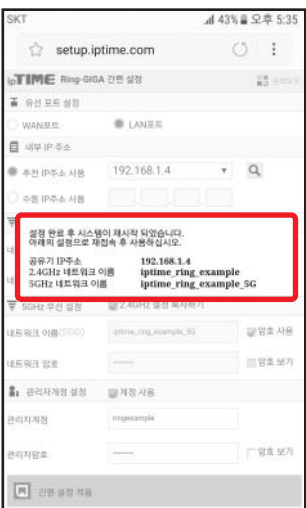 SKT 43% 오후 5:35
setup.iptime.com
ipTIME Ring-GIGA 간편 설정
유선 포트 설정
WAN포트 LAN포트
내부 IP 주소
추천 IP주소 사용 192.168.1.4
수동 IP주소 사용
설정 완료 후 시스템이 재시작 되었습니다.
아래의 설정으로 재접속 후 사용하십시오.
공유기 IP주소 192.168.1.4
2.4GHz 네트워크 이름 iptime_ring_example
5GHz 네트워크 이름 iptime_ring_example_5G
5GHz 무선 설정 2.4GHz 설정 복사하기
네트워크 이름(SSID) iptime_ring_example_5G 암호 사용
네트워크 암호 ········ 암호 보기
관리자계정 설정 계정 사용
관리자계정 ringexample
관리자암호 ········ 암호 보기
간편 설정 적용